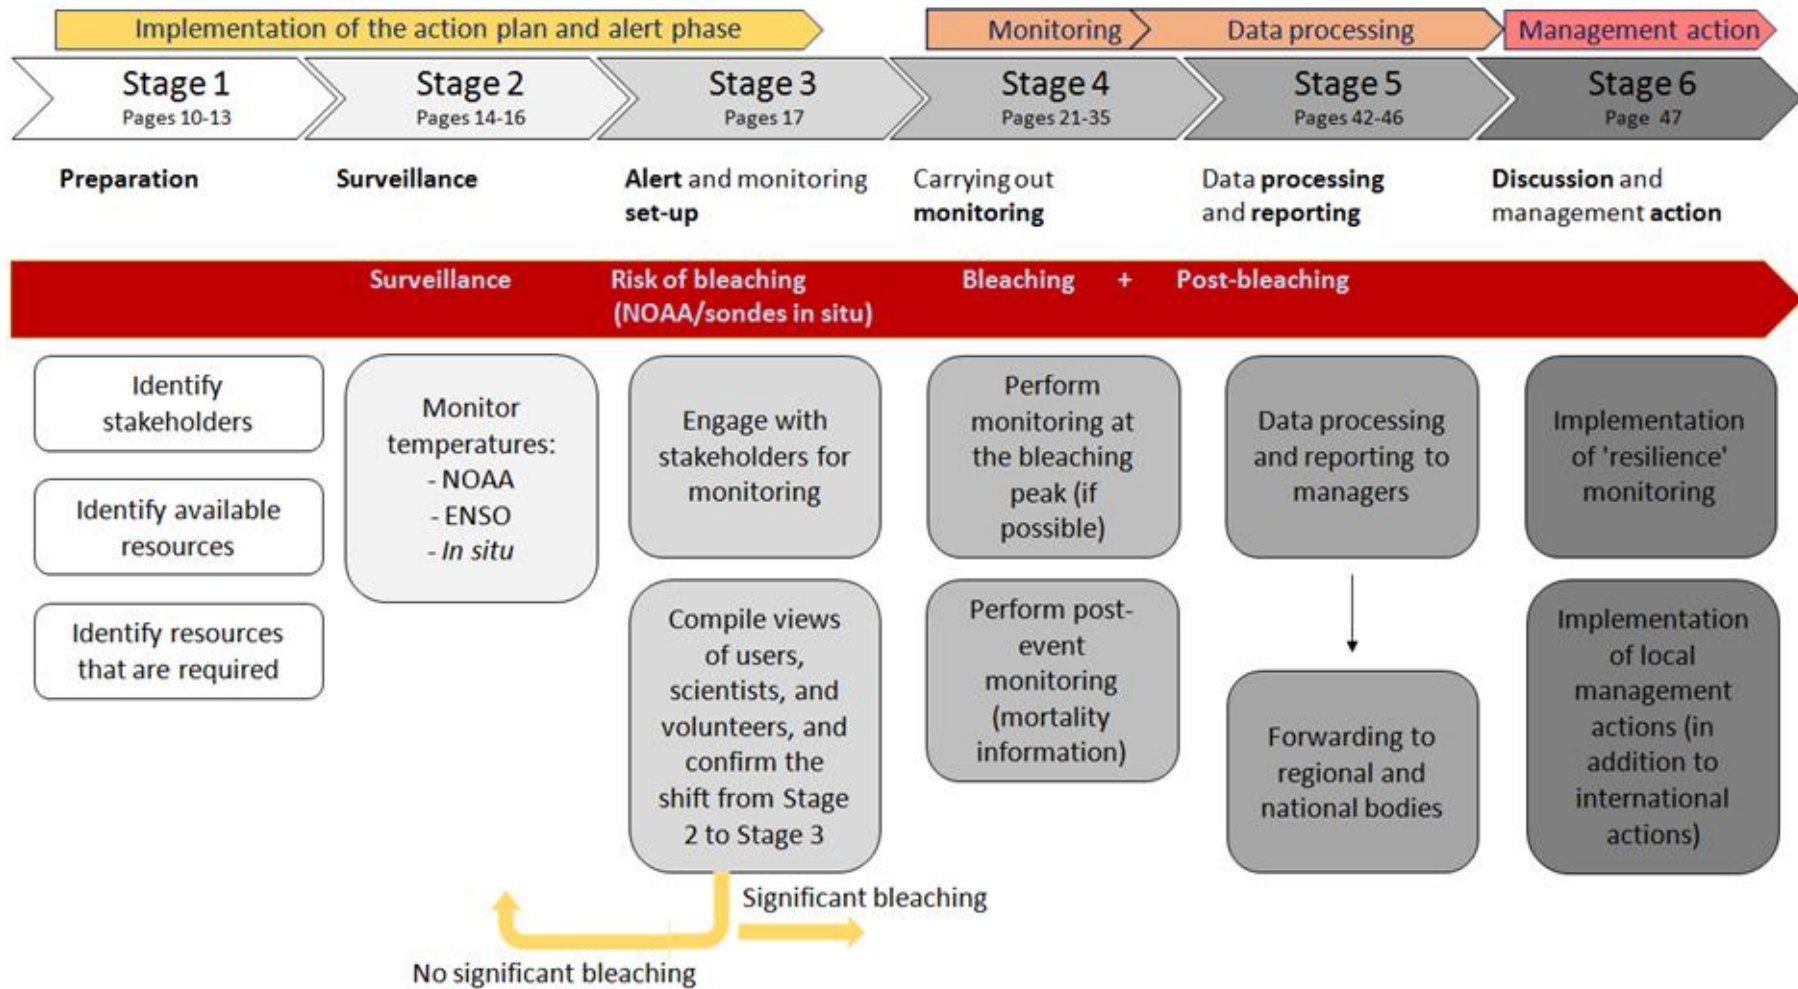 Implementation of the action plan and alert phase
Monitoring
Data processing
Management action
Stage 1
Pages 10-13
Stage 2
Pages 14-16
Stage 3
Pages 17
Stage 4
Pages 21-35
Stage 5
Pages 42-46
Stage 6
Page 47
Preparation
Surveillance
Alert and monitoring
set-up
Carrying out
monitoring
Data processing
and reporting
Discussion and
management action
Surveillance
Risk of bleaching
(NOAA/sondes in situ)
Bleaching + Post-bleaching
Identify
stakeholders
Identify available
resources
Identify resources
that are required
Monitor
temperatures:
- NOAA
- ENSO
- In situ
Engage with
stakeholders for
monitoring
Compile views
of users,
scientists, and
volunteers, and
confirm the
shift from Stage
2 to Stage 3
Significant bleaching
No significant bleaching
Perform
monitoring at
the bleaching
peak (if
possible)
Perform post-
event
monitoring
(mortality
information)
Data processing
and reporting to
managers
Forwarding to
regional and
national bodies
Implementation
of 'resilience'
monitoring
Implementation
of local
management
actions (in
addition to
international
actions)